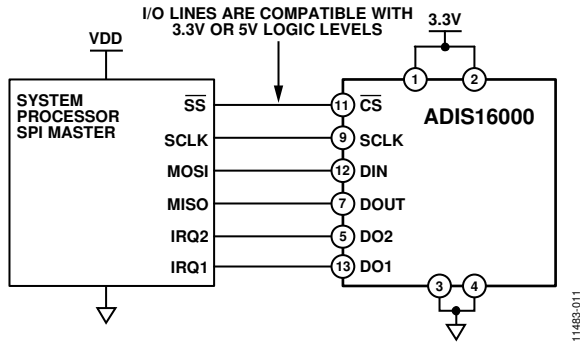 I/O LINES ARE COMPATIBLE WITH
3.3V OR 5V LOGIC LEVELS
VDD
3.3V
1
2
SYSTEM
PROCESSOR
SPI MASTER
ADIS16000
SS 11 CS
SCLK 9 SCLK
MOSI 12 DIN
MISO 7 DOUT
IRQ2 5 DO2
IRQ1 13 DO1
3
4
11483-011